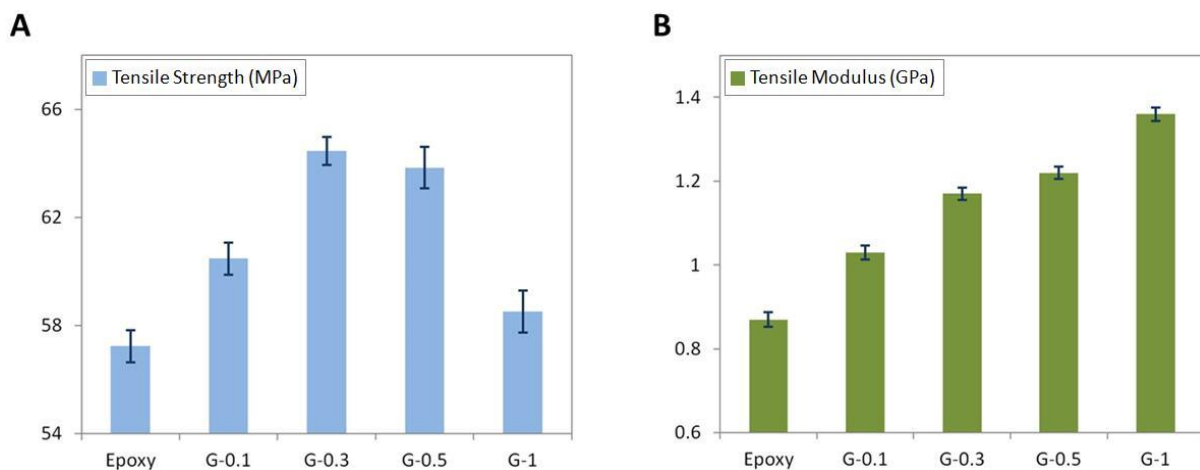 A
Tensile Strength (MPa)
66
62
58
54
Epoxy G-0.1 G-0.3 G-0.5 G-1
B
Tensile Modulus (GPa)
1.4
1.2
1
0.8
0.6
Epoxy G-0.1 G-0.3 G-0.5 G-1